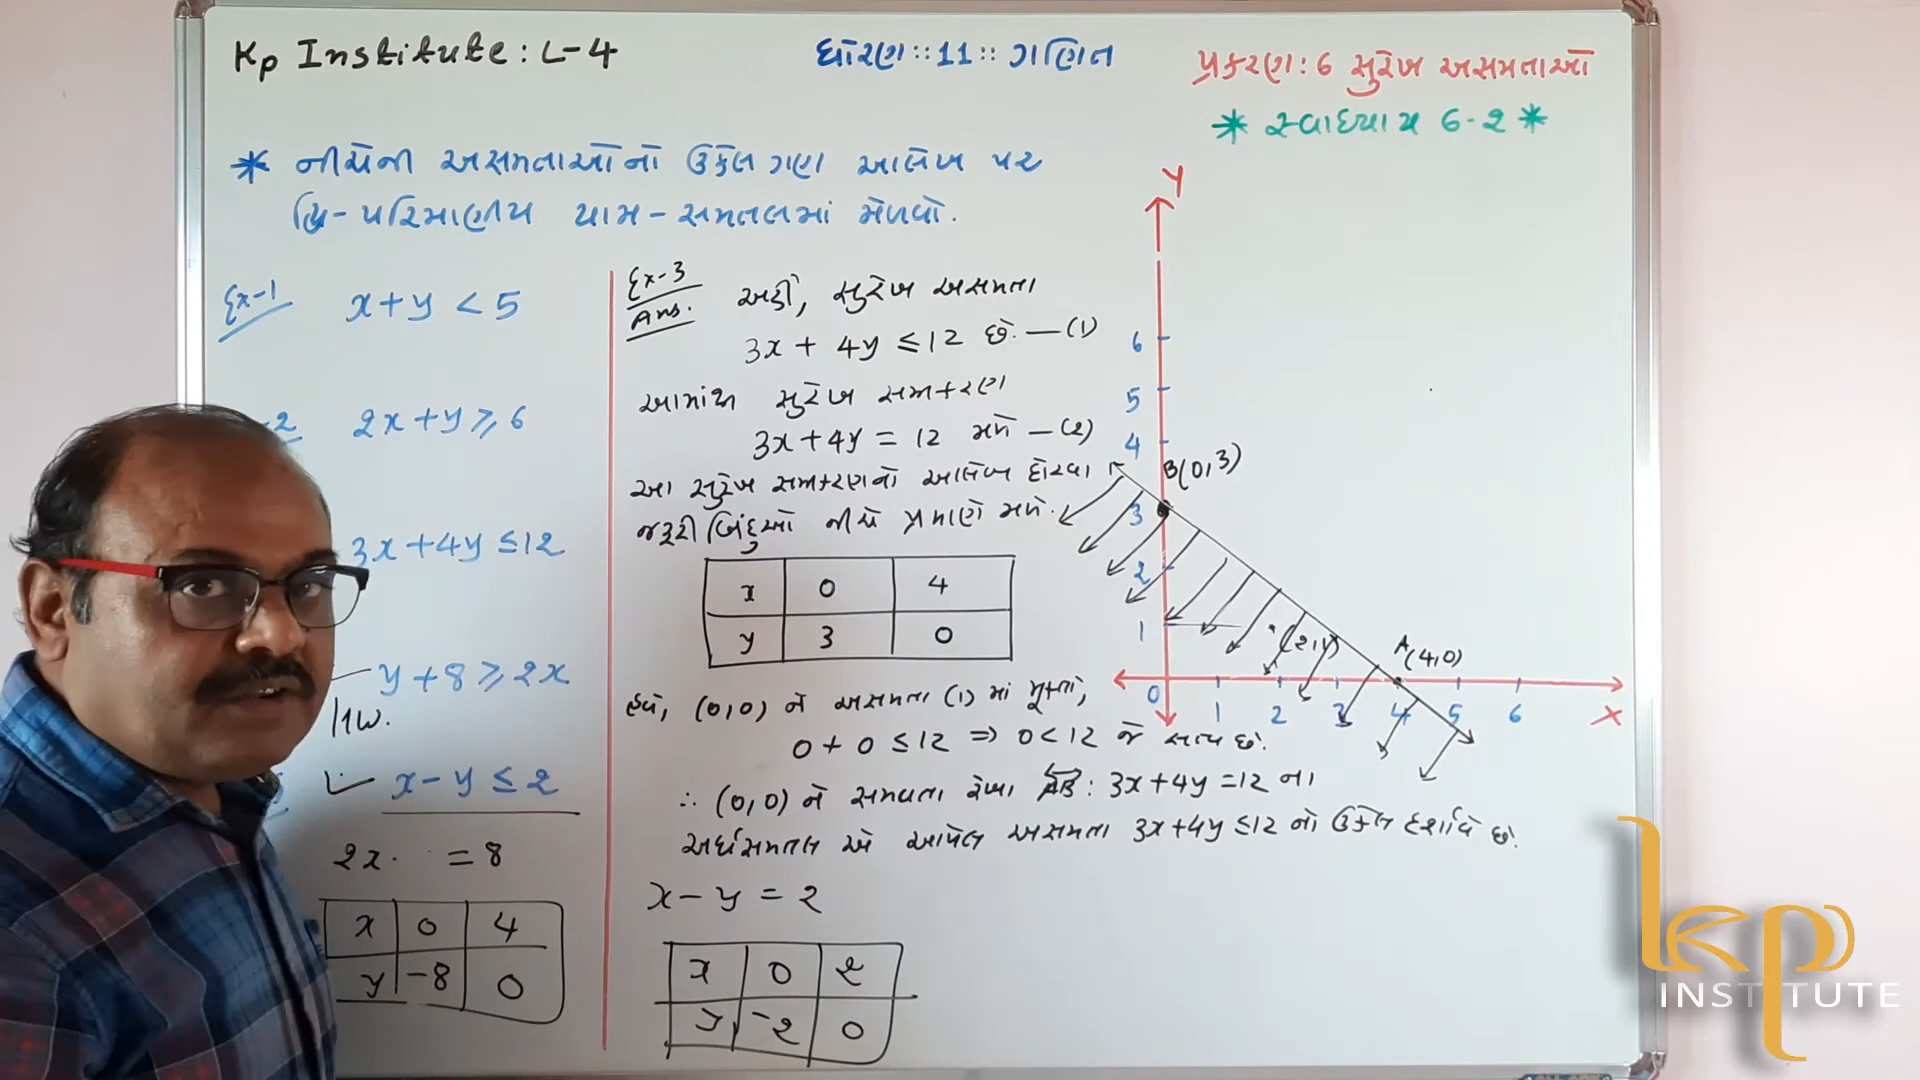 Kp Institute: L-4
ધોરણ::11:: ગણિત
પ્રકરણ: 6 સુરેખ અસમતાઓ
* સ્વાધ્યાય 6.2 *
* નીચેની અસમતાઓનો ઉકેલ ગણ આલેખ પર
દ્વિ-પરિમાણીય યામ-સમતલમાં મેળવો.
Ex-1 x+y < 5
2 2x+y ≥ 6
3x+4y ≤ 12
y+8 ≥ 2x
HW.
x-y ≤ 2
2x = 8
x 0 4
y -8 0
Ex-3
Ans. અહીં, સુરેખ અસમતા
3x + 4y ≤ 12 છે. —(1)
આમાંથી સુરેખ સમીકરણ
3x+4y = 12 મળે —(2)
આ સુરેખ સમીકરણનો આલેખ દોરવા
જરૂરી બિંદુઓ નીચે પ્રમાણે મળે.
x 0 4
y 3 0
હવે, (0,0) ને અસમતા (1) માં મૂકતાં,
0 + 0 ≤ 12 ⇒ 0 < 12 જે સત્ય છે.
∴ (0,0) ને સમાવતા રેખા AB : 3x+4y = 12 ના
અર્ધસમતલ એ આપેલ અસમતા 3x+4y ≤ 12 નો ઉકેલ દર્શાવે છે.
x - y = 2
x 0 2
y -2 0
Y
6
5
4
B(0,3)
3
2
1
(2,1)
A(4,0)
0 1 2 3 4 5 6 X
kp
INSTITUTE